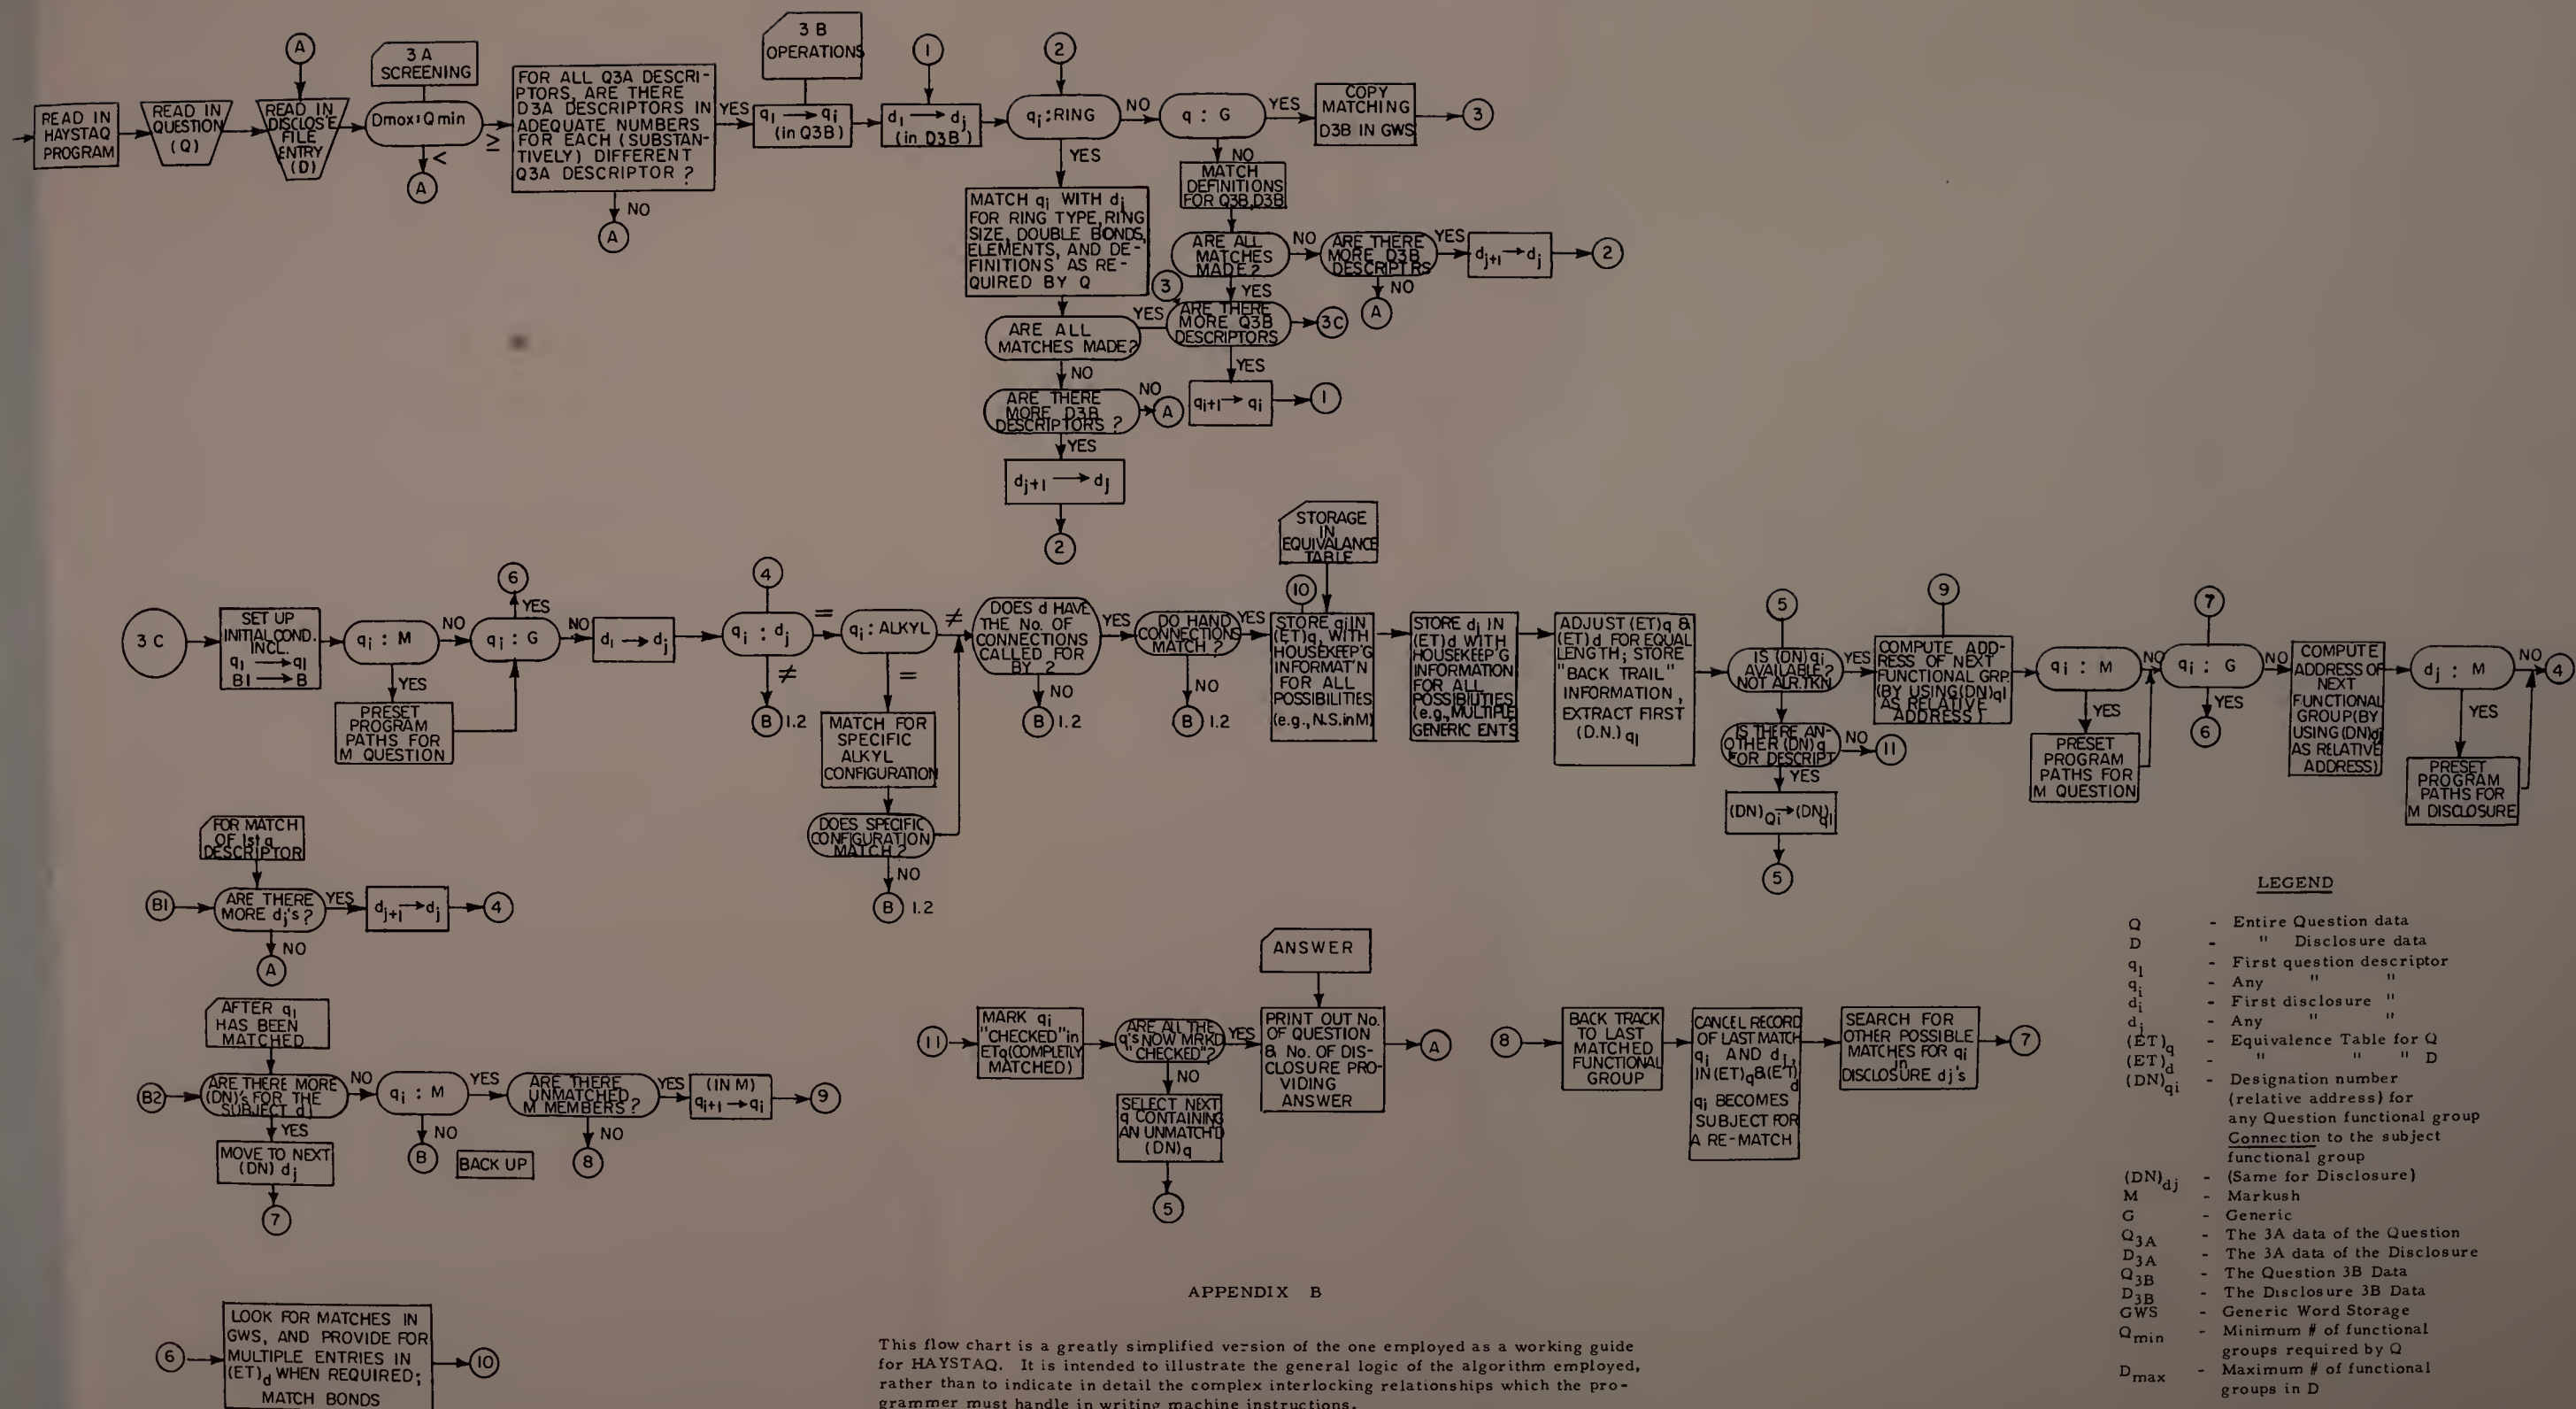 READ IN
HAYSTAQ
PROGRAM
READ IN
QUESTION
(Q)
A
READ IN
DISCLOS'E
FILE
ENTRY
(D)
3 A
SCREENING
Dmax:Qmin
<
A
≥
FOR ALL Q3A DESCRI-
PTORS, ARE THERE
D3A DESCRIPTORS IN
ADEQUATE NUMBERS
FOR EACH (SUBSTAN-
TIVELY) DIFFERENT
Q3A DESCRIPTOR ?
NO
A
YES
3 B
OPERATIONS
q1 → qi
(in Q3B)
1
d1 → dj
(in D3B)
2
qi:RING
NO
q : G
YES
COPY
MATCHING
D3B IN GWS
3
YES
MATCH qi WITH dj
FOR RING TYPE, RING
SIZE, DOUBLE BONDS,
ELEMENTS, AND DE-
FINITIONS, AS RE-
QUIRED BY Q
NO
MATCH
DEFINITIONS
FOR Q3B,D3B
ARE ALL
MATCHES
MADE?
NO
ARE THERE
MORE D3B
DESCRIPTRS
YES
dj+1 → dj
2
NO
A
YES
3
ARE THERE
MORE Q3B
DESCRIPTORS
3C
YES
qi+1 → qi
1
ARE ALL
MATCHES MADE?
YES
NO
ARE THERE
MORE D3B
DESCRIPTORS ?
NO
A
YES
dj+1 → dj
2
3 C
SET UP
INITIAL COND.
INCL.
q1 → qi
B1 → B
qi : M
NO
YES
PRESET
PROGRAM
PATHS FOR
M QUESTION
6
YES
qi : G
NO
d1 → dj
4
qi : dj
=
≠
B 1.2
qi : ALKYL
≠
=
MATCH FOR
SPECIFIC
ALKYL
CONFIGURATION
DOES SPECIFIC
CONFIGURATION
MATCH ?
NO
B 1.2
DOES d HAVE
THE No. OF
CONNECTIONS
CALLED FOR
BY ?
YES
NO
B 1.2
DO HAND
CONNECTIONS
MATCH ?
YES
NO
B 1.2
STORAGE
IN
EQUIVALANCE
TABLE
10
STORE qi IN
(ET)q, WITH
HOUSEKEEP'G
INFORMAT'N
FOR ALL
POSSIBILITIES
(e.g., N.S.inM)
STORE dj IN
(ET)d WITH
HOUSEKEEP'G
INFORMATION
FOR ALL
POSSIBILITIES
(e.g., MULTIPLE
GENERIC ENTS
ADJUST (ET)q &
(ET)d FOR EQUAL
LENGTH; STORE
"BACK TRAIL"
INFORMATION,
EXTRACT FIRST
(D.N.) qi
5
IS (DN) qi
AVAILABLE?
NOT ALR.TKN
YES
IS THERE AN-
OTHER (DN) q
FOR DESCRIPT
NO
11
YES
(DN)Qi → (DN)qi
5
9
COMPUTE ADD-
RESS OF NEXT
FUNCTIONAL GRP.
(BY USING(DN)qi
AS RELATIVE
ADDRESS )
qi : M
NO
YES
PRESET
PROGRAM
PATHS FOR
M QUESTION
7
qi : G
NO
YES
6
COMPUTE
ADDRESS OF
NEXT
FUNCTIONAL
GROUP(BY
USING (DN)dj
AS RELATIVE
ADDRESS)
dj : M
NO
4
YES
PRESET
PROGRAM
PATHS FOR
M DISCLOSURE
FOR MATCH
OF 1st q
DESCRIPTOR
B1
ARE THERE
MORE dj's ?
YES
dj+1 → dj
4
NO
A
AFTER q1
HAS BEEN
MATCHED
B2
ARE THERE MORE
(DN)'s FOR THE
SUBJECT dj
NO
qi : M
YES
ARE THERE
UNMATCHED
M MEMBERS ?
YES
(IN M)
qi+1 → qi
9
YES
MOVE TO NEXT
(DN) dj
7
NO
B
BACK UP
NO
8
11
MARK qi
"CHECKED" in
ETq(COMPLETLY
MATCHED)
ARE ALL THE
q'S NOW MRKD
"CHECKED"?
YES
NO
SELECT NEXT
q CONTAINING
AN UNMATCH'D
(DN)q
5
ANSWER
PRINT OUT No.
OF QUESTION
& No. OF DIS-
CLOSURE PRO-
VIDING
ANSWER
A
8
BACK TRACK
TO LAST
MATCHED
FUNCTIONAL
GROUP
CANCEL RECORD
OF LAST MATCH
qi AND dj,
IN (ET)q&(ET)d
qi BECOMES
SUBJECT FOR
A RE-MATCH
SEARCH FOR
OTHER POSSIBLE
MATCHES FOR qi
in
DISCLOSURE dj's
7
6
LOOK FOR MATCHES IN
GWS, AND PROVIDE FOR
MULTIPLE ENTRIES IN
(ET)d WHEN REQUIRED;
MATCH BONDS
10
LEGEND
Q - Entire Question data
D - " Disclosure data
q1 - First question descriptor
qi - Any " "
di - First disclosure "
dj - Any " "
(ET)q - Equivalence Table for Q
(ET)d - " " " D
(DN)qi - Designation number
(relative address) for
any Question functional group
Connection to the subject
functional group
(DN)dj - (Same for Disclosure)
M - Markush
G - Generic
Q3A - The 3A data of the Question
D3A - The 3A data of the Disclosure
Q3B - The Question 3B Data
D3B - The Disclosure 3B Data
GWS - Generic Word Storage
Qmin - Minimum # of functional
groups required by Q
Dmax - Maximum # of functional
groups in D
APPENDIX B
This flow chart is a greatly simplified version of the one employed as a working guide
for HAYSTAQ. It is intended to illustrate the general logic of the algorithm employed,
rather than to indicate in detail the complex interlocking relationships which the pro-
grammer must handle in writing machine instructions.